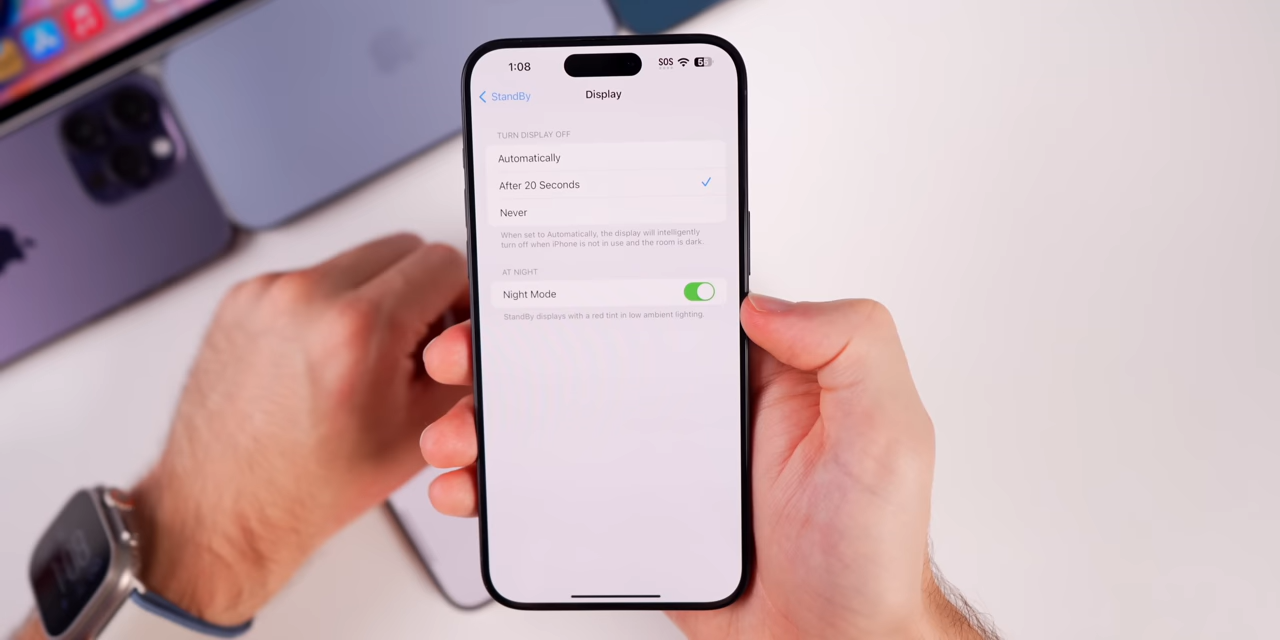 1:08
SOS
StandBy
Display
TURN DISPLAY OFF
Automatically
After 20 Seconds
Never
When set to Automatically, the display will intelligently
turn off when iPhone is not in use and the room is dark.
AT NIGHT
Night Mode
StandBy displays with a red tint in low ambient lighting.